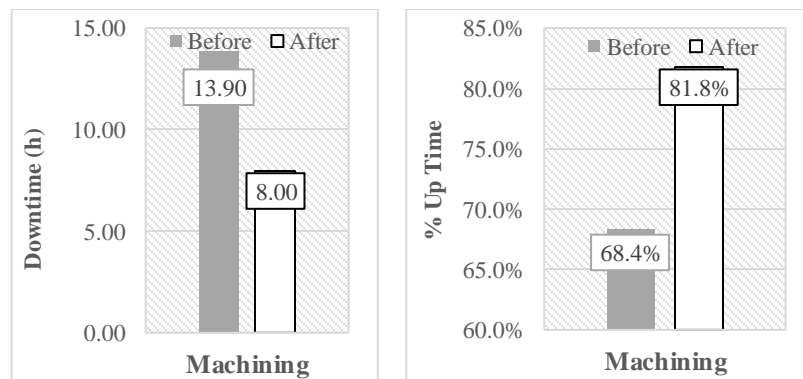 15.00
Before After
13.90
10.00
8.00
5.00
0.00
Downtime (h)
Machining
85.0%
Before After
81.8%
80.0%
75.0%
70.0%
68.4%
65.0%
60.0%
% Up Time
Machining